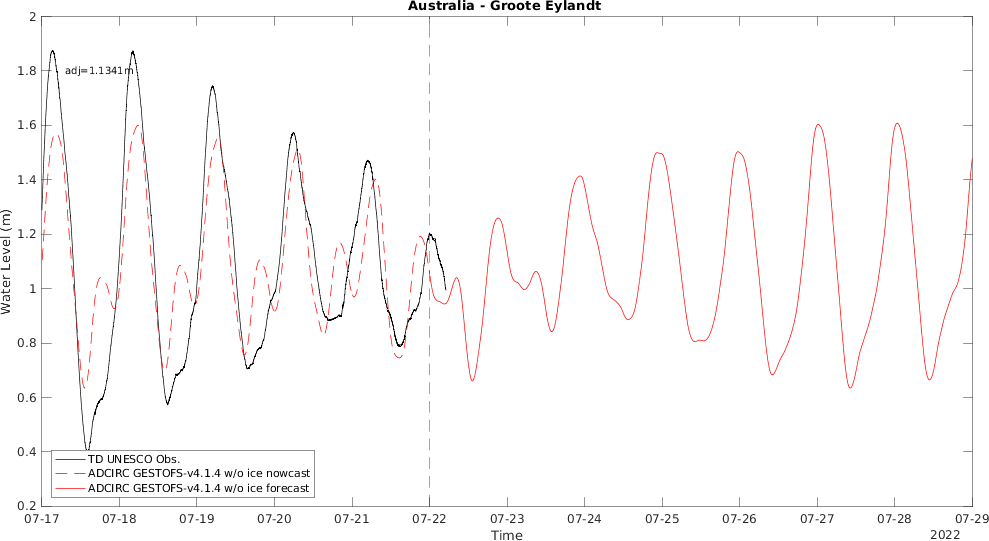 Australia - Groote Eylandt
2
1.8
1.6
1.4
1.2
1
0.8
0.6
0.4
0.2
Water Level (m)
adj=1.1341m
TD UNESCO Obs.
ADCIRC GESTOFS-v4.1.4 w/o ice nowcast
ADCIRC GESTOFS-v4.1.4 w/o ice forecast
07-17 07-18 07-19 07-20 07-21 07-22 07-23 07-24 07-25 07-26 07-27 07-28 07-29
Time
2022